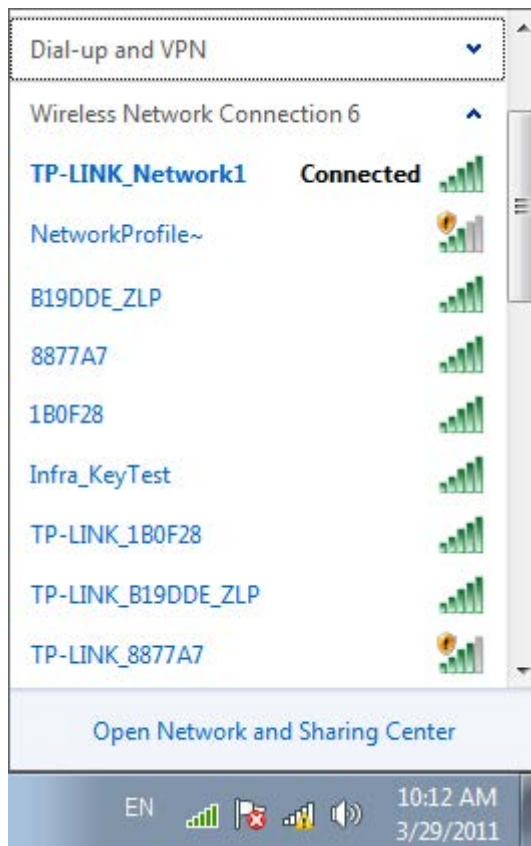 Dial-up and VPN
Wireless Network Connection 6
TP-LINK_Network1 Connected
NetworkProfile~
B19DDE_ZLP
8877A7
1B0F28
Infra_KeyTest
TP-LINK_1B0F28
TP-LINK_B19DDE_ZLP
TP-LINK_8877A7
Open Network and Sharing Center
EN
10:12 AM
3/29/2011